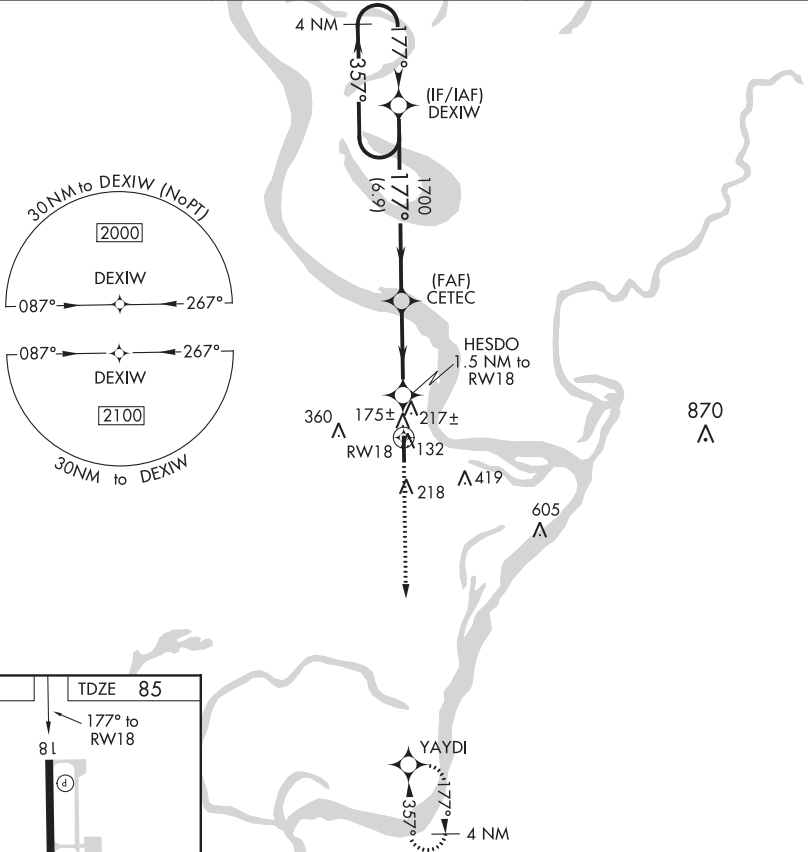 4 NM
177°
357°
(IF/IAF)
DEXIW
1700
177°
(6.9)
30 NM to DEXIW (NoPT)
2000
DEXIW
087°
267°
087°
267°
DEXIW
2100
30NM to DEXIW
(FAF)
CETEC
HESDO
1.5 NM to
RW18
360
175±
217±
RW18
132
218
419
605
870
TDZE 85
177° to
RW18
18
P
YAYDI
357°
177°
4 NM